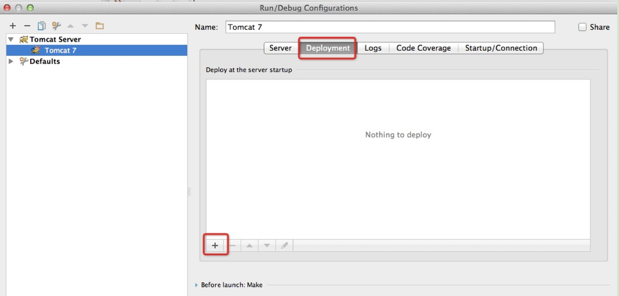 Run/Debug Configurations
Name: Tomcat 7
Share
Tomcat Server
Tomcat 7
Defaults
Server Deployment Logs Code Coverage Startup/Connection
Deploy at the server startup
Nothing to deploy
Before launch: Make